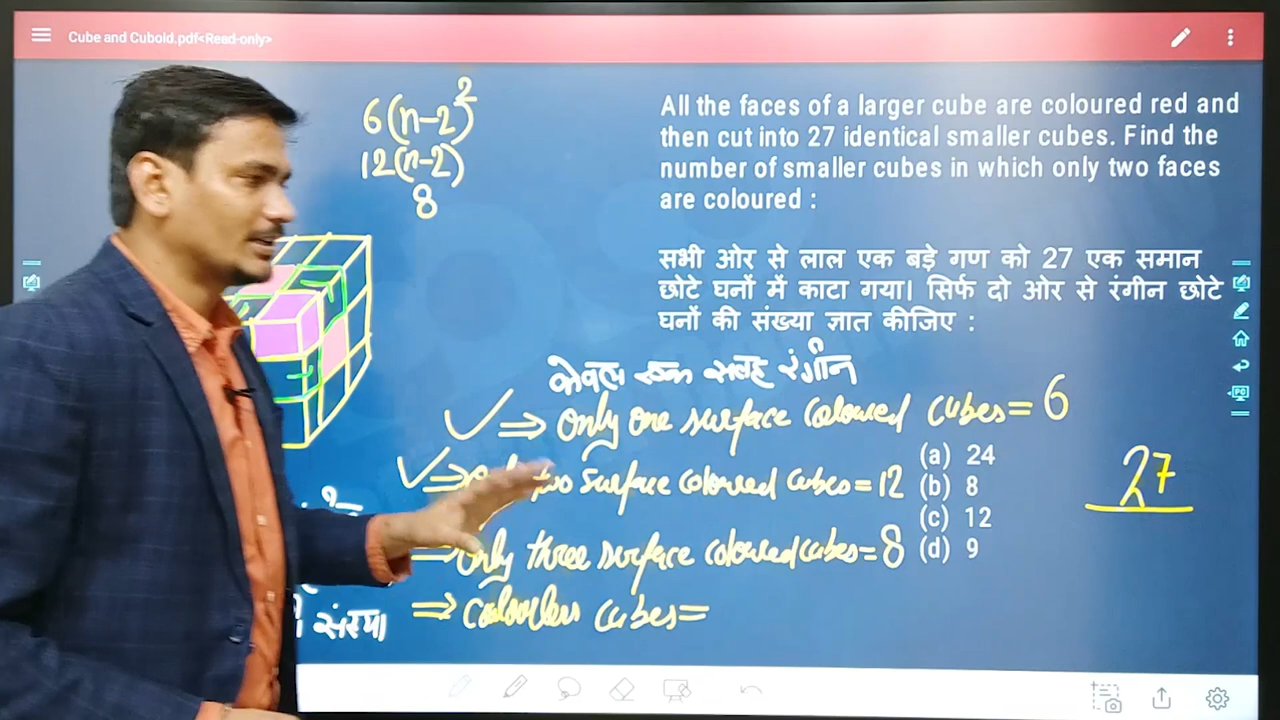 Cube and Cuboid.pdf<Read-only>
6(n-2)²
12(n-2)
8
All the faces of a larger cube are coloured red and
then cut into 27 identical smaller cubes. Find the
number of smaller cubes in which only two faces
are coloured :
सभी ओर से लाल एक बड़े गण को 27 एक समान
छोटे घनों में काटा गया। सिर्फ दो ओर से रंगीन छोटे
घनों की संख्या ज्ञात कीजिए :
केवल एक सतह रंगीन
⇒ only one surface coloured cubes = 6
⇒ two surface coloured cubes = 12
⇒ only three surface coloured cubes = 8
⇒ colourless cubes =
(a) 24
(b) 8
(c) 12
(d) 9
27
संख्या